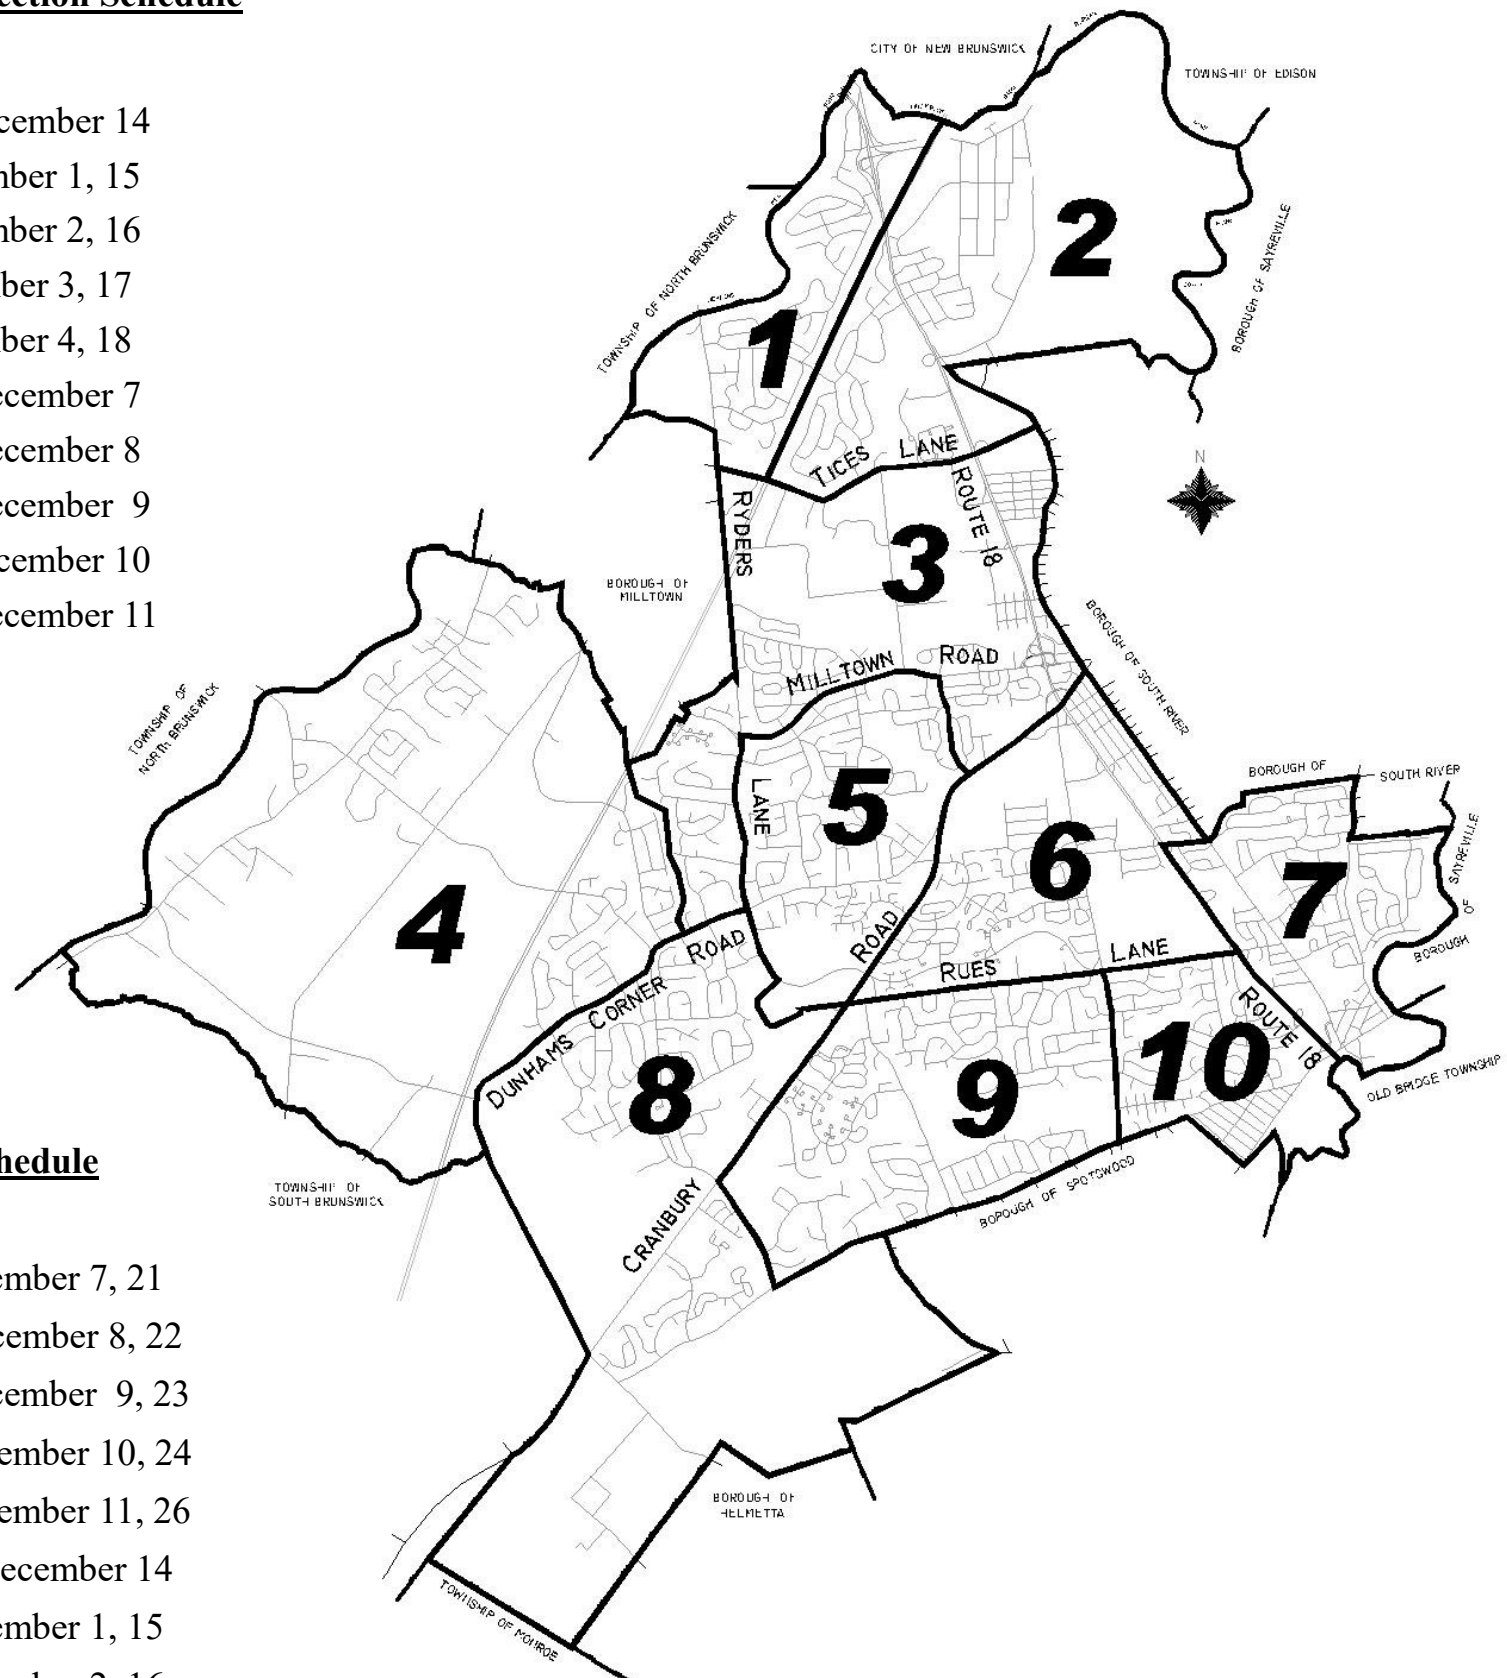 ection Schedule
cember 14
nber 1, 15
nber 2, 16
ber 3, 17
ber 4, 18
ecember 7
ecember 8
ecember  9
cember 10
ecember 11
hedule
ember 7, 21
cember 8, 22
cember  9, 23
ember 10, 24
ember 11, 26
ecember 14
ember 1, 15
2, 16
CITY OF NEW BRUNSWICK
TOWNSHIP OF EDISON
TOWNSHIP OF NORTH BRUNSWICK
BOROUGH OF SAYREVILLE
1
2
TICES LANE
N
RYDERS
ROUTE 18
3
BOROUGH OF
MILLTOWN
BOROUGH OF SOUTH RIVER
MILLTOWN ROAD
TOWNSHIP OF
NORTH BRUNSWICK
BOROUGH OF SOUTH RIVER
LANE
5
6
7
SAYREVILLE
OF
BOROUGH
4
ROAD
ROAD
RUES LANE
DUNHAMS CORNER
8
9
10
ROUTE 18
OLD BRIDGE TOWNSHIP
TOWNSHIP OF
SOUTH BRUNSWICK
CRANBURY
BOROUGH OF SPOTSWOOD
BOROUGH OF
HELMETTA
TOWNSHIP OF MONROE